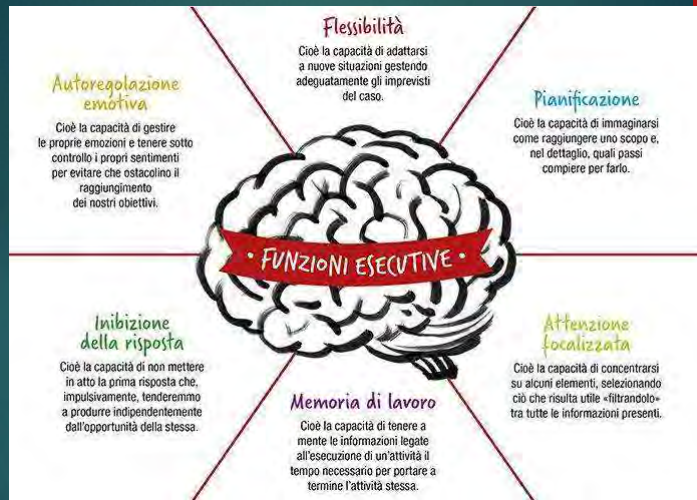 Flessibilità
Cioè la capacità di adattarsi
a nuove situazioni gestendo
adeguatamente gli imprevisti
del caso.
Autoregolazione
emotiva
Cioè la capacità di gestire
le proprie emozioni e tenere sotto
controllo i propri sentimenti
per evitare che ostacolino il
raggiungimento
dei nostri obiettivi.
Pianificazione
Cioè la capacità di immaginarsi
come raggiungere uno scopo e,
nel dettaglio, quali passi
compiere per farlo.
• FUNZIONI ESECUTIVE •
Inibizione
della risposta
Cioè la capacità di non mettere
in atto la prima risposta che,
impulsivamente, tenderemmo
a produrre indipendentemente
dall'opportunità della stessa.
Memoria di lavoro
Cioè la capacità di tenere a
mente le informazioni legate
all'esecuzione di un'attività il
tempo necessario per portare a
termine l'attività stessa.
Attenzione
focalizzata
Cioè la capacità di concentrarsi
su alcuni elementi, selezionando
ciò che risulta utile «filtrandolo»
tra tutte le informazioni presenti.